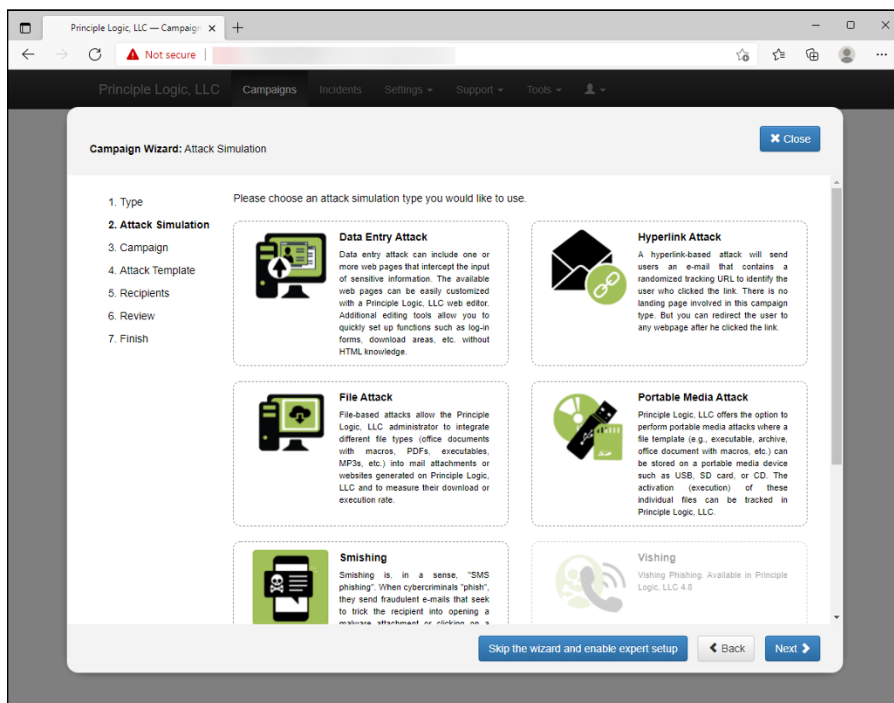 Principle Logic, LLC — Campaign
Not secure
Principle Logic, LLC Campaigns Incidents Settings Support Tools
Campaign Wizard: Attack Simulation
Close
1. Type
2. Attack Simulation
3. Campaign
4. Attack Template
5. Recipients
6. Review
7. Finish
Please choose an attack simulation type you would like to use.
Data Entry Attack
Data entry attack can include one or
more web pages that intercept the input
of sensitive information. The available
web pages can be easily customized
with a Principle Logic, LLC web editor.
Additional editing tools allow you to
quickly set up functions such as log-in
forms, download areas, etc. without
HTML knowledge.
Hyperlink Attack
A hyperlink-based attack will send
users an e-mail that contains a
randomized tracking URL to identify the
user who clicked the link. There is no
landing page involved in this campaign
type. But you can redirect the user to
any webpage after he clicked the link.
File Attack
File-based attacks allow the Principle
Logic, LLC administrator to integrate
different file types (office documents
with macros, PDFs, executables,
MP3s, etc.) into mail attachments or
websites generated on Principle Logic,
LLC and to measure their download or
execution rate.
Portable Media Attack
Principle Logic, LLC offers the option to
perform portable media attacks where a
file template (e.g., executable, archive,
office document with macros, etc.) can
be stored on a portable media device
such as USB, SD card, or CD. The
activation (execution) of these
individual files can be tracked in
Principle Logic, LLC.
Smishing
Smishing is, in a sense, "SMS
phishing". When cybercriminals "phish",
they send fraudulent e-mails that seek
to trick the recipient into opening a
malware attachment or clicking on a
Vishing
Vishing Phishing. Available in Principle
Logic, LLC 4.8
Skip the wizard and enable expert setup
Back
Next